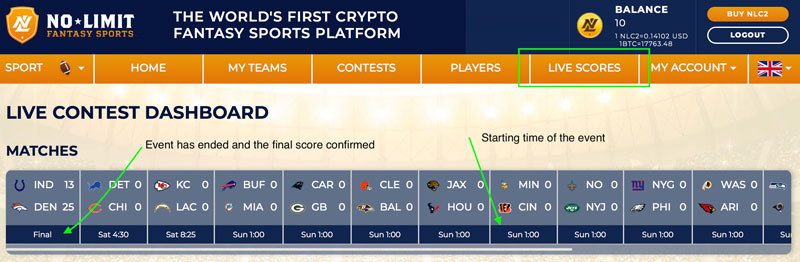 NO★LIMIT
FANTASY SPORTS
THE WORLD'S FIRST CRYPTO
FANTASY SPORTS PLATFORM
BALANCE
10
1 NLC2=0.14102 USD
1BTC=17763.48
BUY NLC2
LOGOUT
SPORT HOME MY TEAMS CONTESTS PLAYERS LIVE SCORES MY ACCOUNT
LIVE CONTEST DASHBOARD
Event has ended and the final score confirmed
Starting time of the event
MATCHES
IND 13 DET 0 KC 0 BUF 0 CAR 0 CLE 0 JAX 0 MIN 0 NO 0 NYG 0 WAS 0
DEN 25 CHI 0 LAC 0 MIA 0 GB 0 BAL 0 HOU 0 CIN 0 NYJ 0 PHI 0 ARI 0
Final Sat 4:30 Sat 8:25 Sun 1:00 Sun 1:00 Sun 1:00 Sun 1:00 Sun 1:00 Sun 1:00 Sun 1:00 Sun 1:00 Su